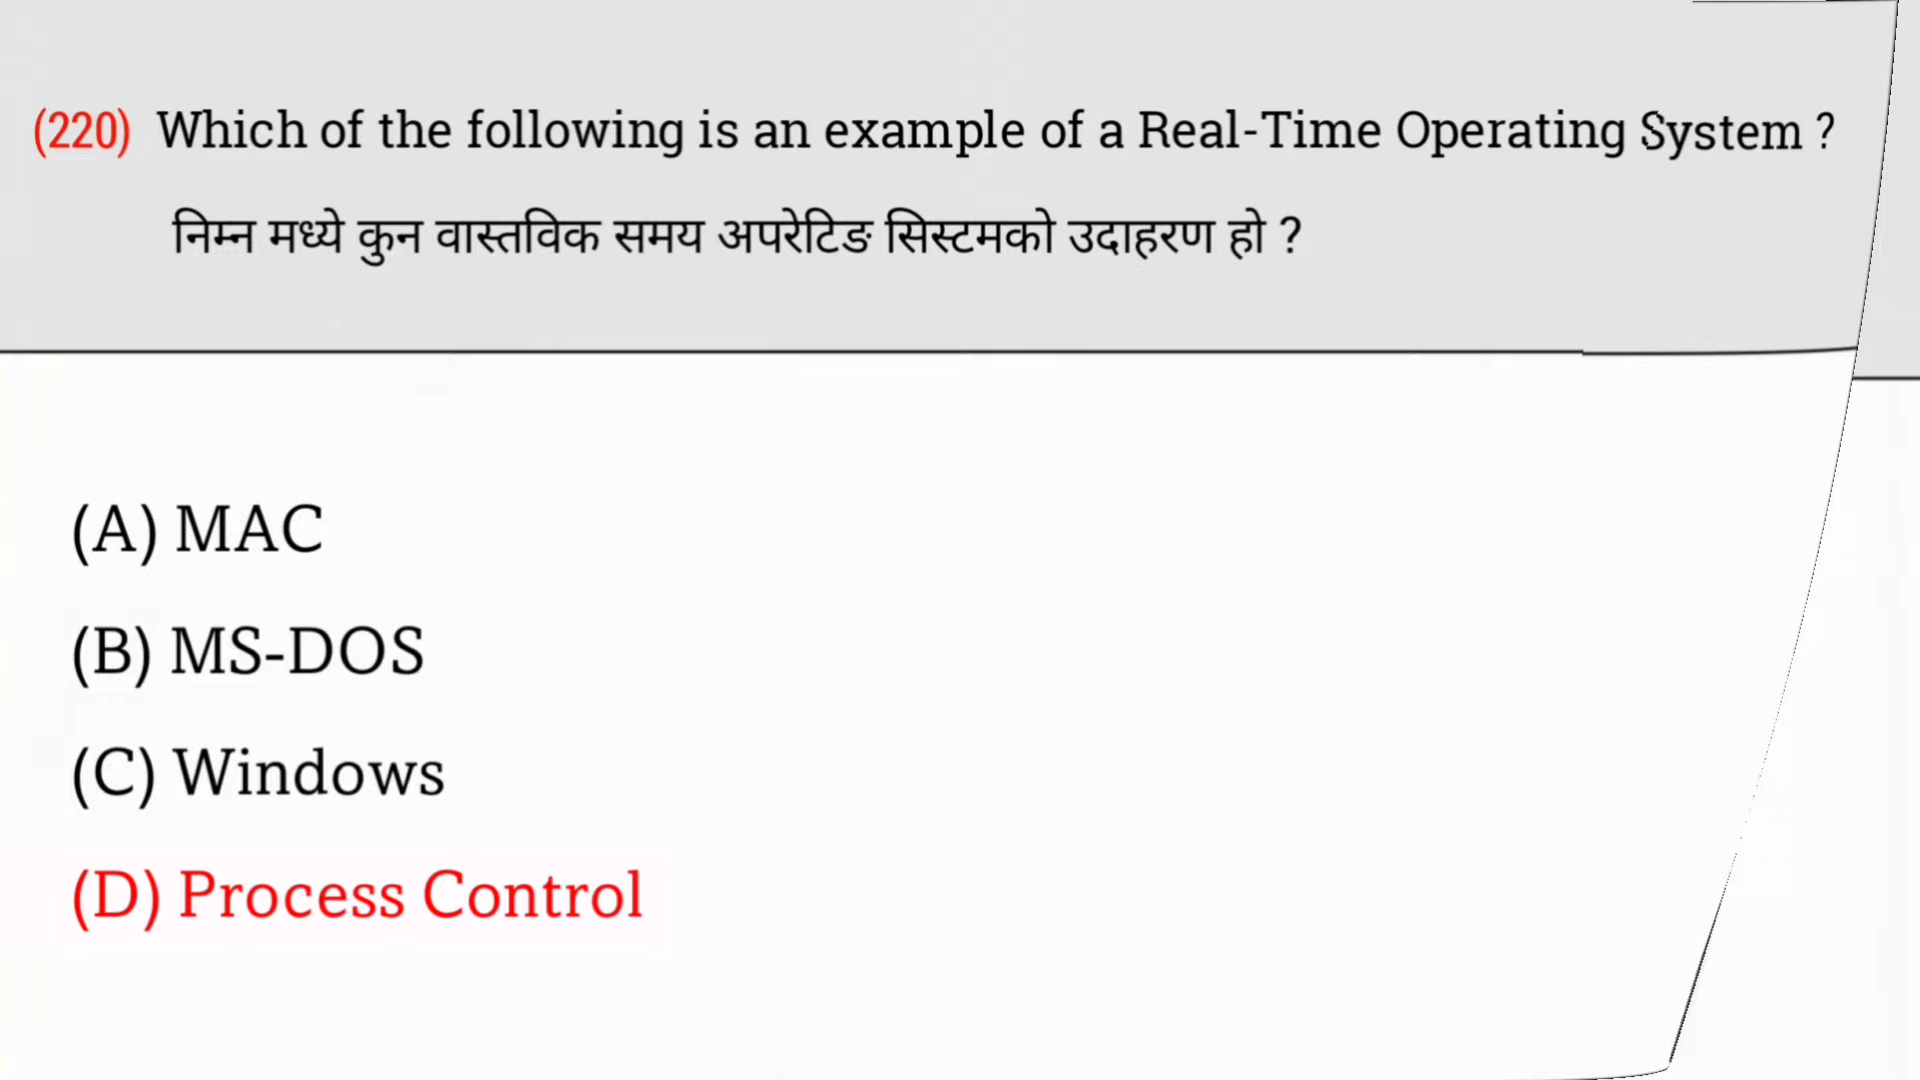 (220) Which of the following is an example of a Real-Time Operating System ?
निम्न मध्ये कुन वास्तविक समय अपरेटिङ सिस्टमको उदाहरण हो ?
(A) MAC
(B) MS-DOS
(C) Windows
(D) Process Control